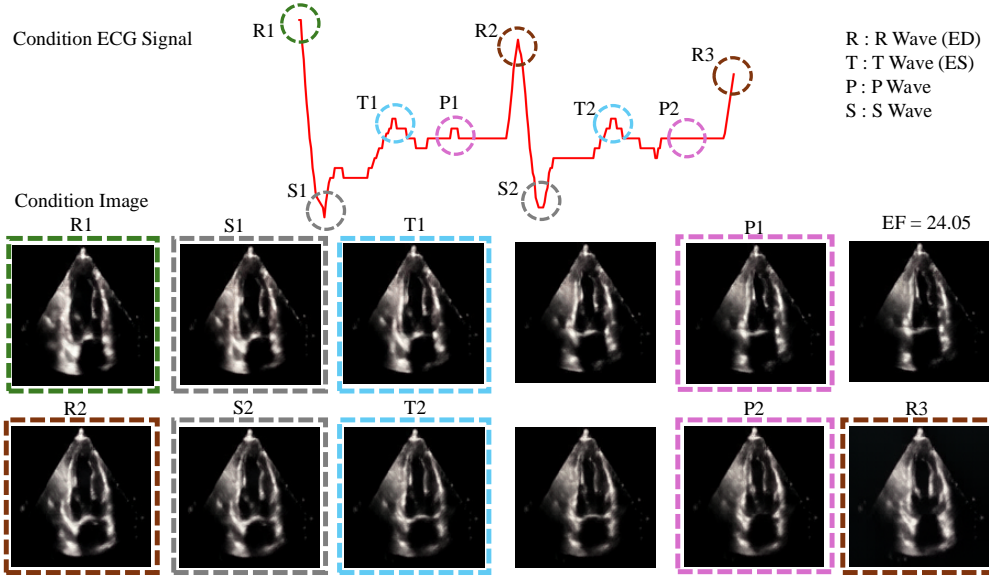 Condition ECG Signal
R1
R2
R3
R : R Wave (ED)
T : T Wave (ES)
P : P Wave
S : S Wave
T1
P1
T2
P2
S1
S2
Condition Image
R1
S1
T1
P1
EF = 24.05
R2
S2
T2
P2
R3